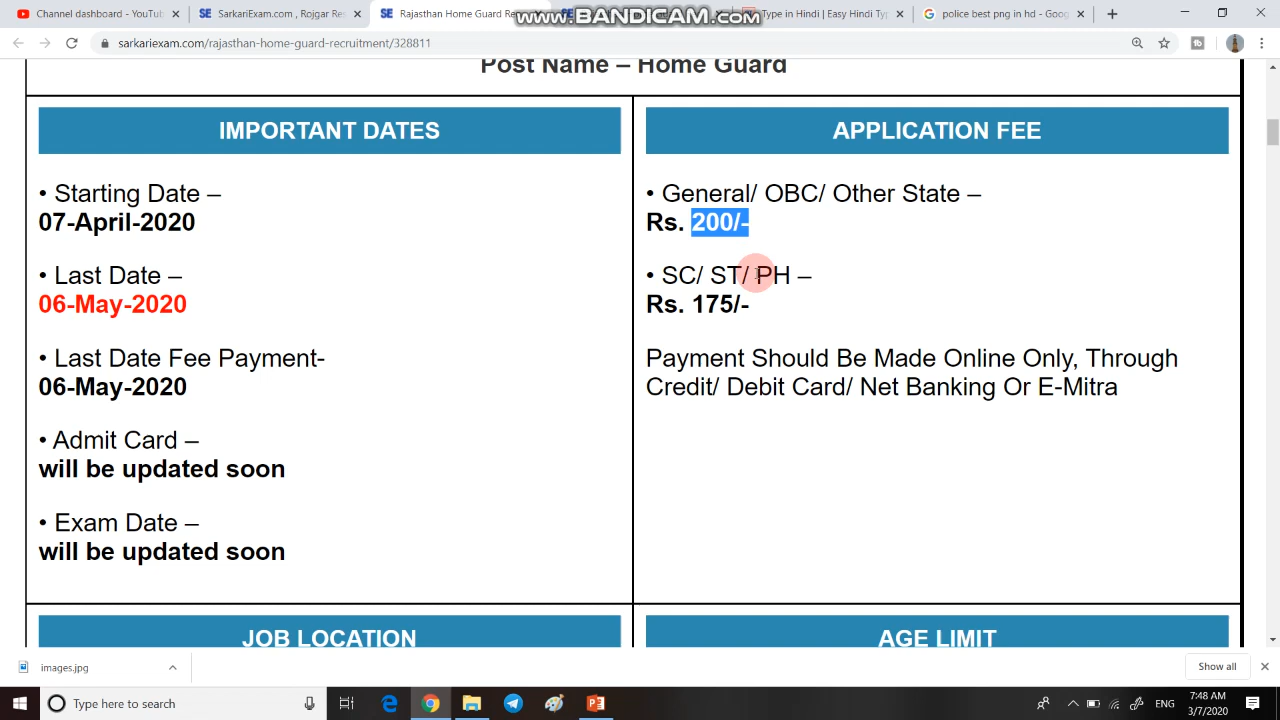 Channel dashboard - YouTub
SarkariExam.com , Rojgar Res
Rajasthan Home Guard Re
Type in Hindi | Easy Hindi Typ
police best png in hd - Goog
www.BANDICAM.com
sarkariexam.com/rajasthan-home-guard-recruitment/328811
Post Name – Home Guard
IMPORTANT DATES
• Starting Date –
07-April-2020
• Last Date –
06-May-2020
• Last Date Fee Payment-
06-May-2020
• Admit Card –
will be updated soon
• Exam Date –
will be updated soon
APPLICATION FEE
• General/ OBC/ Other State –
Rs. 200/-
• SC/ ST/ PH –
Rs. 175/-
Payment Should Be Made Online Only, Through
Credit/ Debit Card/ Net Banking Or E-Mitra
JOB LOCATION
AGE LIMIT
images.jpg
Show all
Type here to search
ENG
7:48 AM
3/7/2020